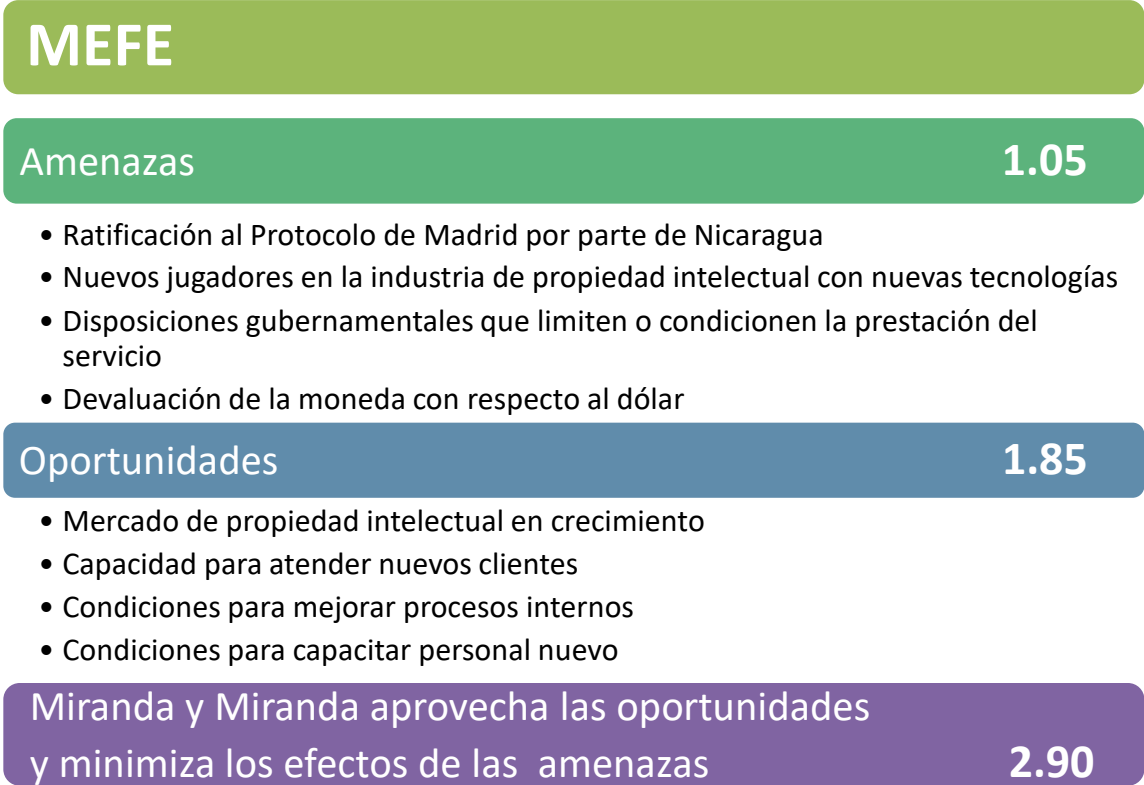 MEFE
Amenazas 1.05
• Ratificación al Protocolo de Madrid por parte de Nicaragua
• Nuevos jugadores en la industria de propiedad intelectual con nuevas tecnologías
• Disposiciones gubernamentales que limiten o condicionen la prestación del
servicio
• Devaluación de la moneda con respecto al dólar
Oportunidades 1.85
• Mercado de propiedad intelectual en crecimiento
• Capacidad para atender nuevos clientes
• Condiciones para mejorar procesos internos
• Condiciones para capacitar personal nuevo
Miranda y Miranda aprovecha las oportunidades
y minimiza los efectos de las amenazas 2.90